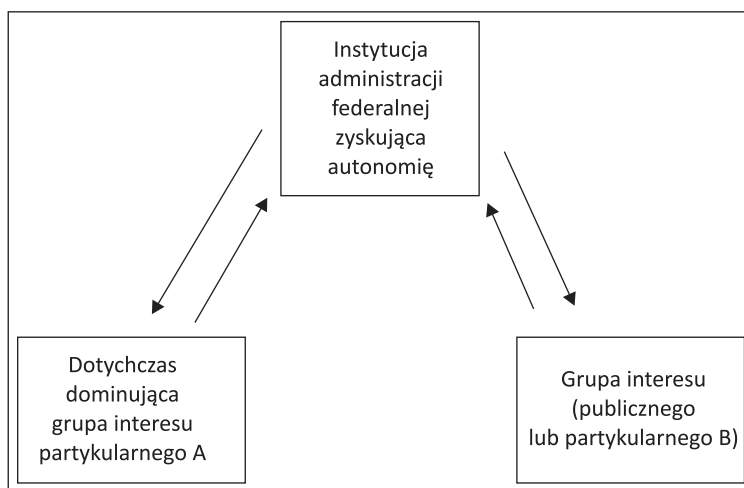 Instytucja
administracji
federalnej
zyskująca
autonomię
Dotychczas
dominująca
grupa interesu
partykularnego A
Grupa interesu
(publicznego
lub partykularnego B)